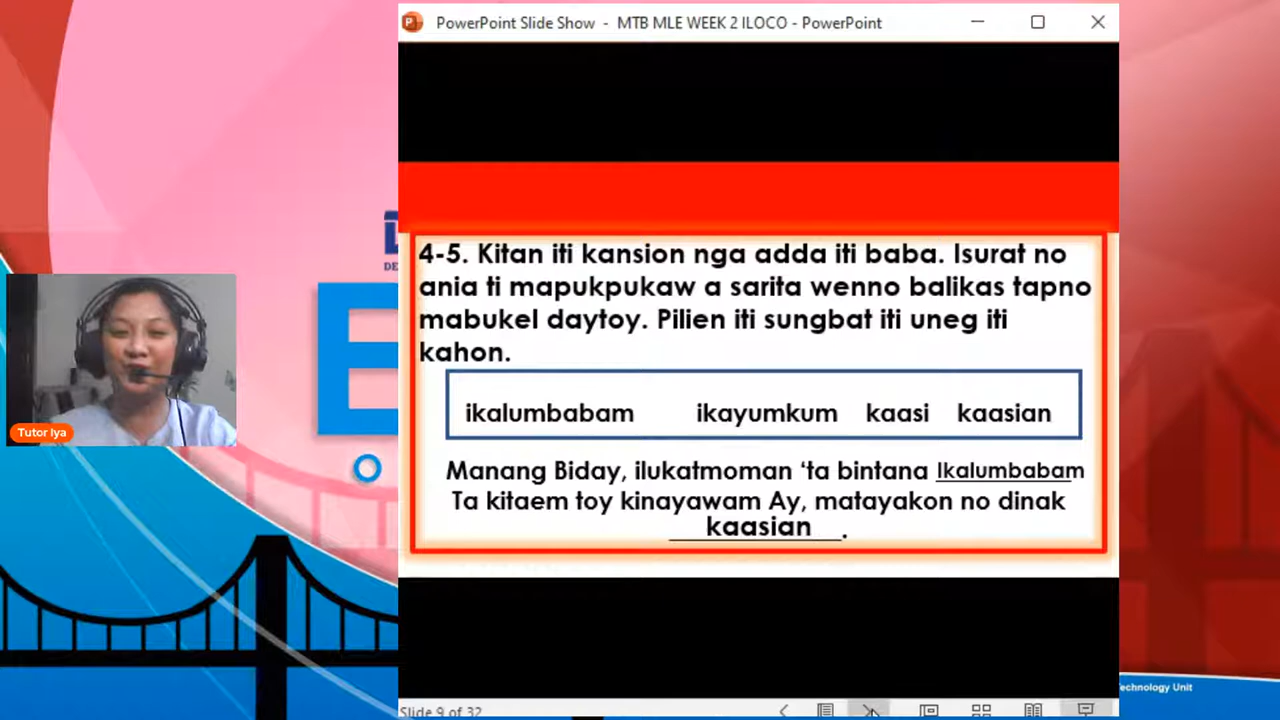 PowerPoint Slide Show - MTB MLE WEEK 2 ILOCO - PowerPoint
4-5. Kitan iti kansion nga adda iti baba. Isurat no
ania ti mapukpukaw a sarita wenno balikas tapno
mabukel daytoy. Pilien iti sungbat iti uneg iti
kahon.
ikalumbabam ikayumkum kaasi kaasian
Manang Biday, ilukatmoman ‘ta bintana Ikalumbabam
Ta kitaem toy kinayawam Ay, matayakon no dinak
kaasian.
Tutor Iya
E
Technology Unit
Slide 9 of 32